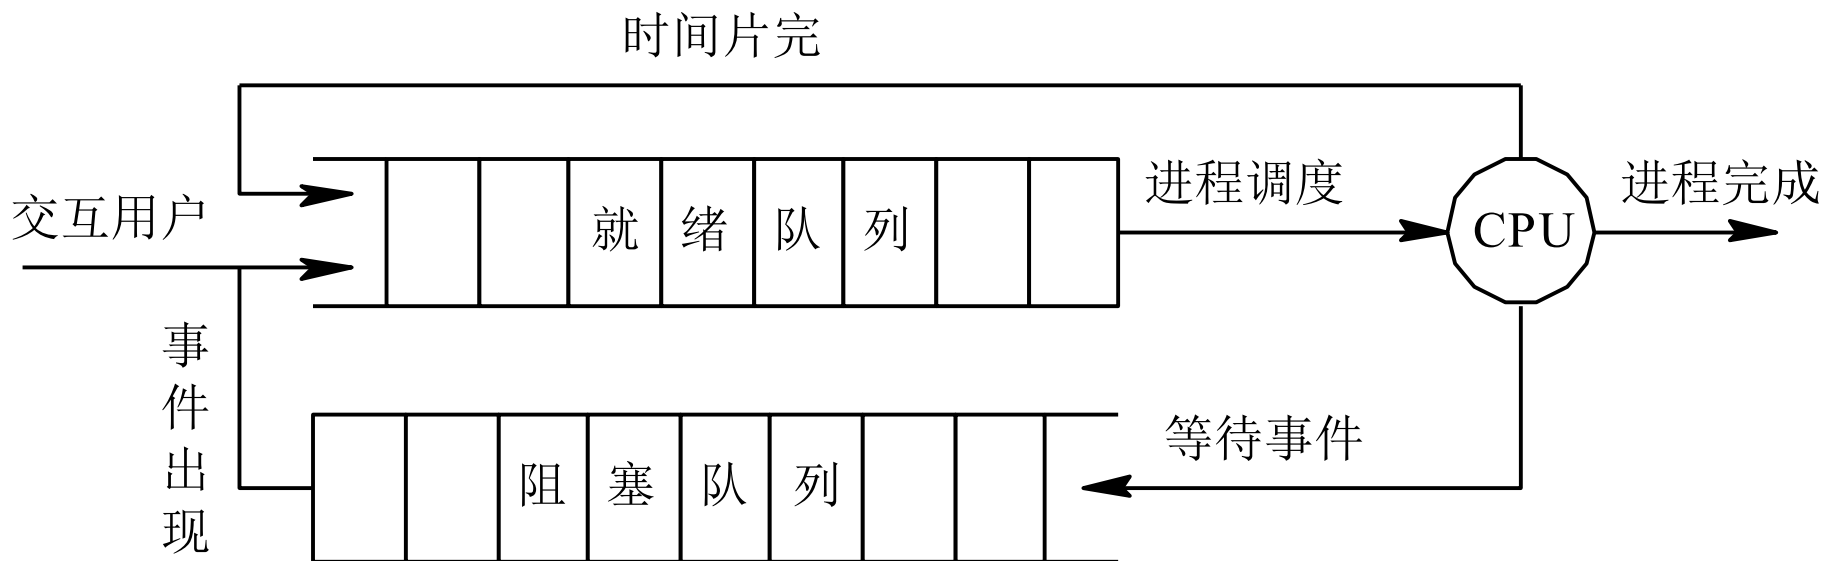 时间片完
交互用户
就绪队列
进程调度
CPU
进程完成
事件出现
阻塞队列
等待事件